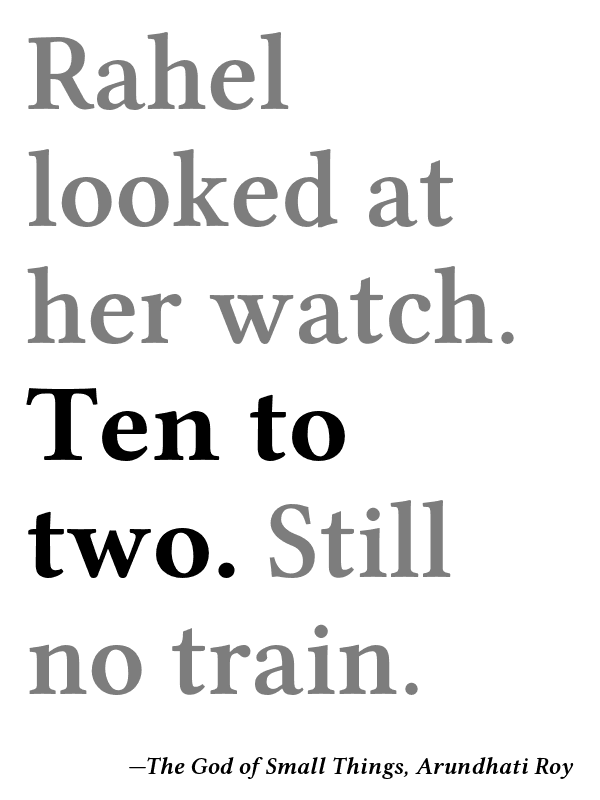 Rahel
looked at
her watch.
Ten to
two. Still
no train.
—The God of Small Things, Arundhati Roy